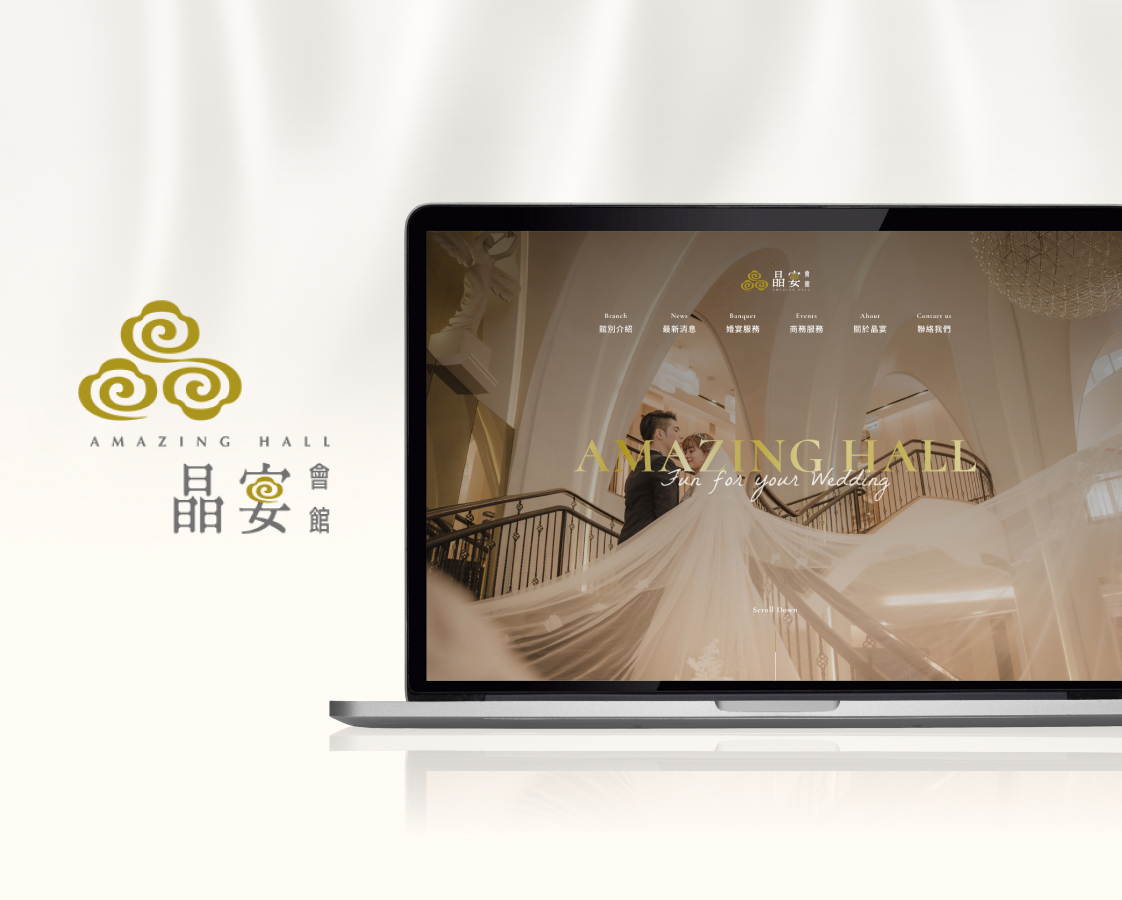 AMAZING HALL
晶宴 會館
晶宴 會館
AMAZING HALL
Branch News Banquet Events About Contact us
館別介紹 最新消息 婚宴服務 商務服務 關於晶宴 聯絡我們
AMAZING HALL
Fun for your Wedding
Scroll Down